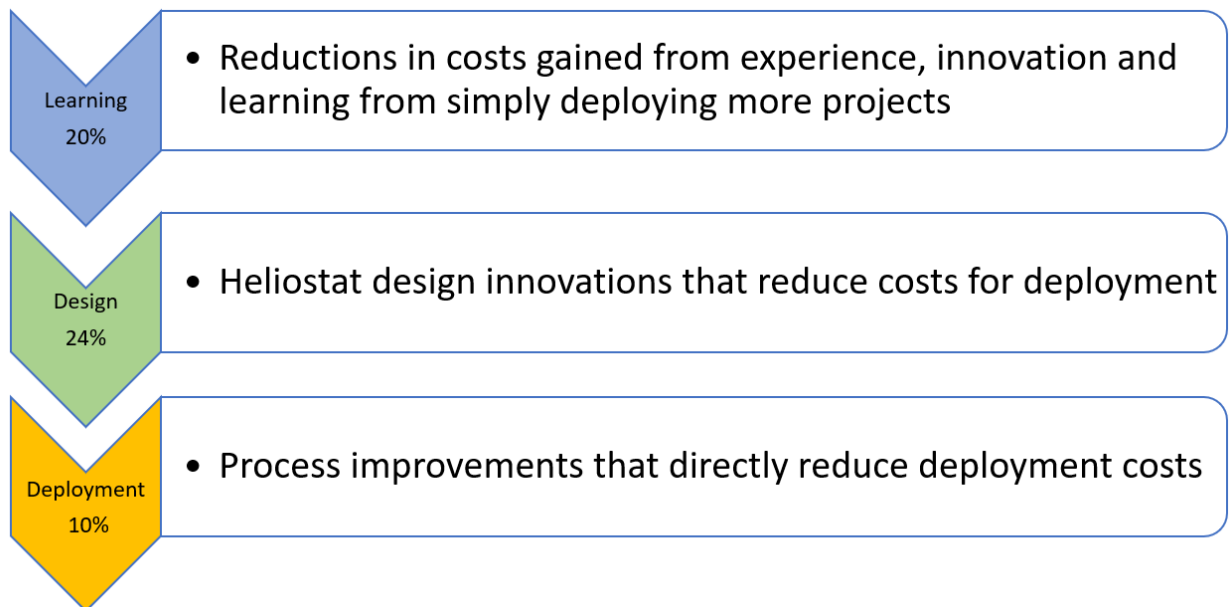 Learning
20%
• Reductions in costs gained from experience, innovation and
learning from simply deploying more projects
Design
24%
• Heliostat design innovations that reduce costs for deployment
Deployment
10%
• Process improvements that directly reduce deployment costs